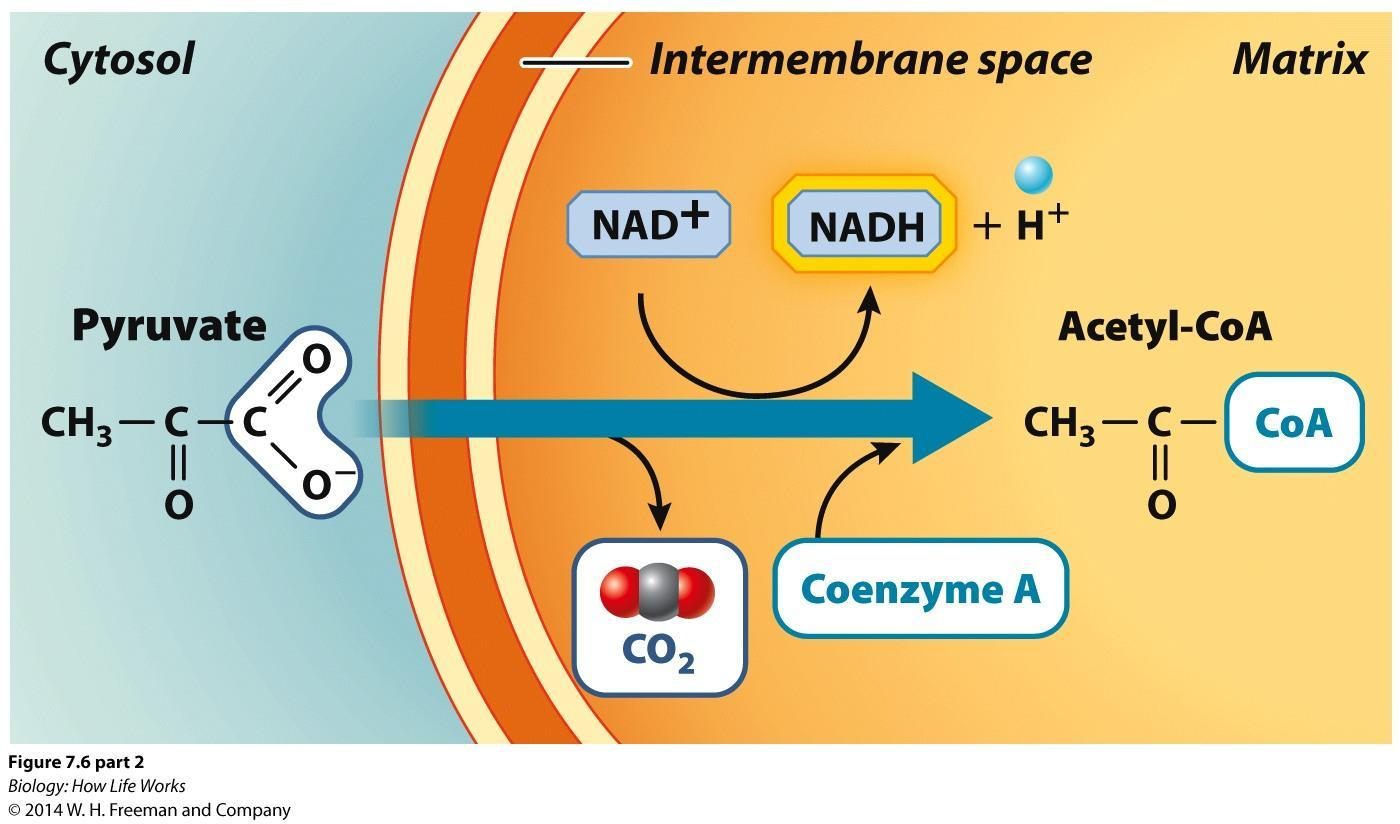 Cytosol
Intermembrane space
Matrix
NAD+
NADH
+ H+
Pyruvate
Acetyl-CoA
O
CH3 — C — C
O−
O
CH3 — C —
CoA
O
CO2
Coenzyme A
Figure 7.6 part 2
Biology: How Life Works
© 2014 W. H. Freeman and Company